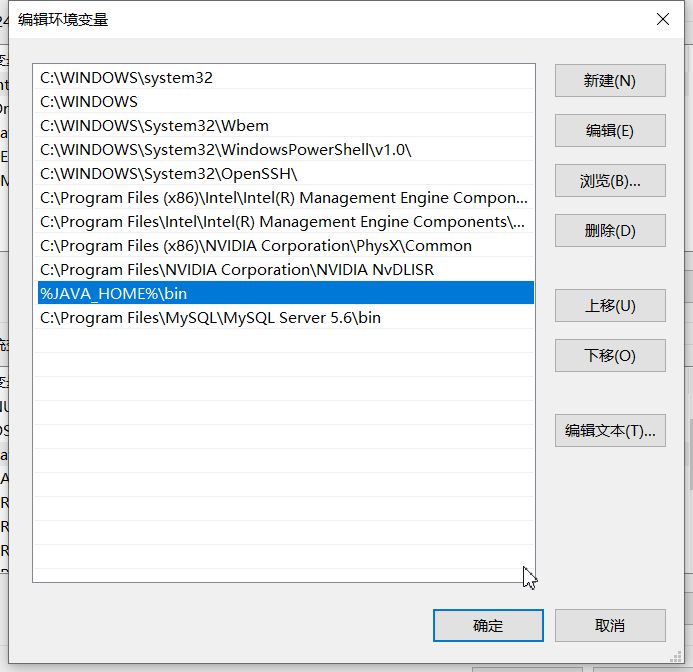 编辑环境变量
C:\WINDOWS\system32
C:\WINDOWS
C:\WINDOWS\System32\Wbem
C:\WINDOWS\System32\WindowsPowerShell\v1.0\
C:\WINDOWS\System32\OpenSSH\
C:\Program Files (x86)\Intel\Intel(R) Management Engine Compon...
C:\Program Files\Intel\Intel(R) Management Engine Components\...
C:\Program Files (x86)\NVIDIA Corporation\PhysX\Common
C:\Program Files\NVIDIA Corporation\NVIDIA NvDLISR
%JAVA_HOME%\bin
C:\Program Files\MySQL\MySQL Server 5.6\bin
新建(N)
编辑(E)
浏览(B)...
删除(D)
上移(U)
下移(O)
编辑文本(T)...
确定
取消